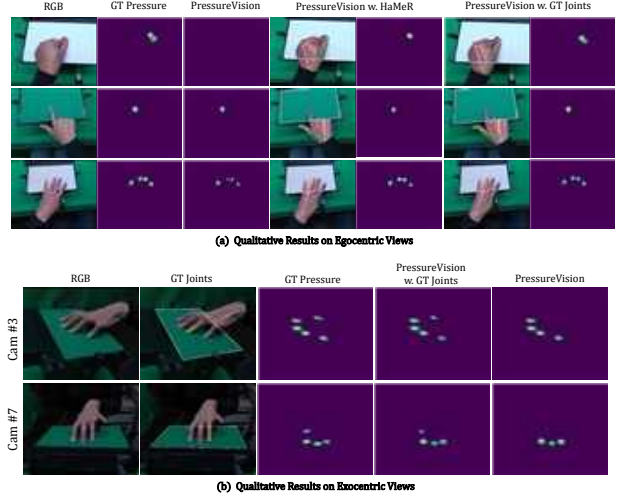 RGB GT Pressure PressureVision PressureVision w. HaMeR PressureVision w. GT Joints
(a) Qualitative Results on Egocentric Views
RGB GT Joints GT Pressure PressureVision w. GT Joints PressureVision
Cam #3
Cam #7
(b) Qualitative Results on Exocentric Views